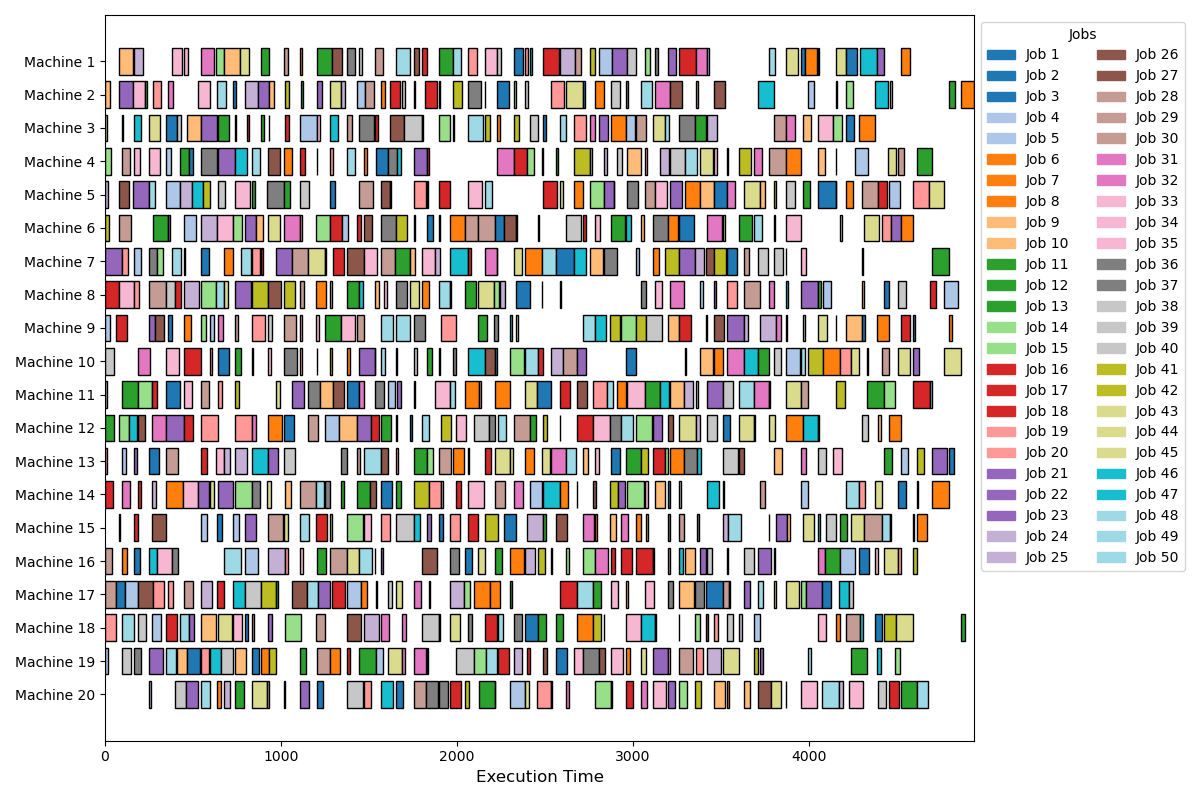 Machine 1
Machine 2
Machine 3
Machine 4
Machine 5
Machine 6
Machine 7
Machine 8
Machine 9
Machine 10
Machine 11
Machine 12
Machine 13
Machine 14
Machine 15
Machine 16
Machine 17
Machine 18
Machine 19
Machine 20
0 1000 2000 3000 4000
Execution Time
Jobs
Job 1 Job 26
Job 2 Job 27
Job 3 Job 28
Job 4 Job 29
Job 5 Job 30
Job 6 Job 31
Job 7 Job 32
Job 8 Job 33
Job 9 Job 34
Job 10 Job 35
Job 11 Job 36
Job 12 Job 37
Job 13 Job 38
Job 14 Job 39
Job 15 Job 40
Job 16 Job 41
Job 17 Job 42
Job 18 Job 43
Job 19 Job 44
Job 20 Job 45
Job 21 Job 46
Job 22 Job 47
Job 23 Job 48
Job 24 Job 49
Job 25 Job 50